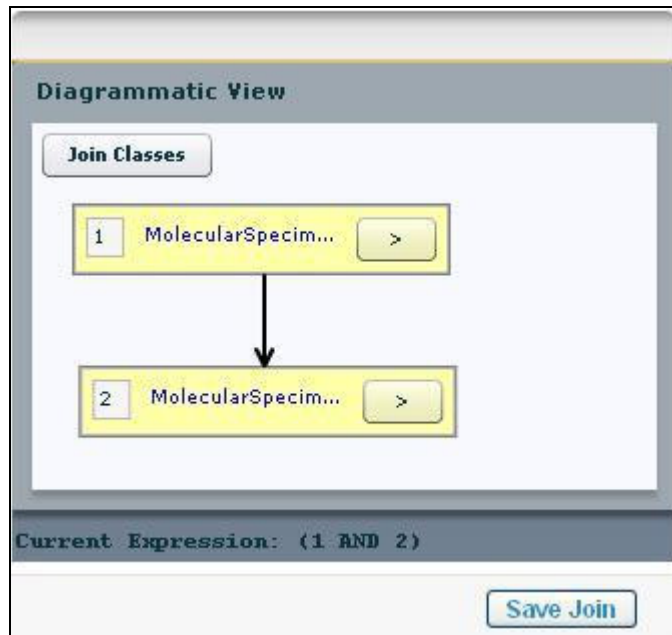 Diagrammatic View
Join Classes
1 MolecularSpecim... >
2 MolecularSpecim... >
Current Expression: (1 AND 2)
Save Join